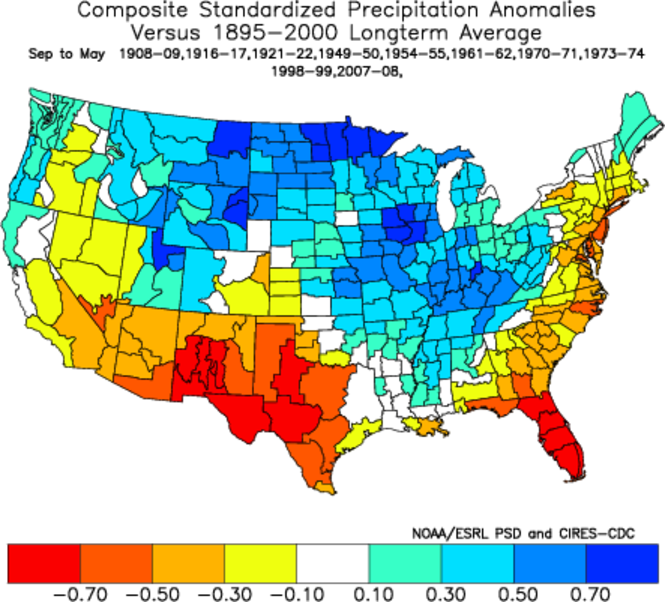 Composite Standardized Precipitation Anomalies
Versus 1895-2000 Longterm Average
Sep to May 1908-09,1916-17,1921-22,1949-50,1954-55,1961-62,1970-71,1973-74
1998-99,2007-08,
NOAA/ESRL PSD and CIRES-CDC
-0.70 -0.50 -0.30 -0.10 0.10 0.30 0.50 0.70